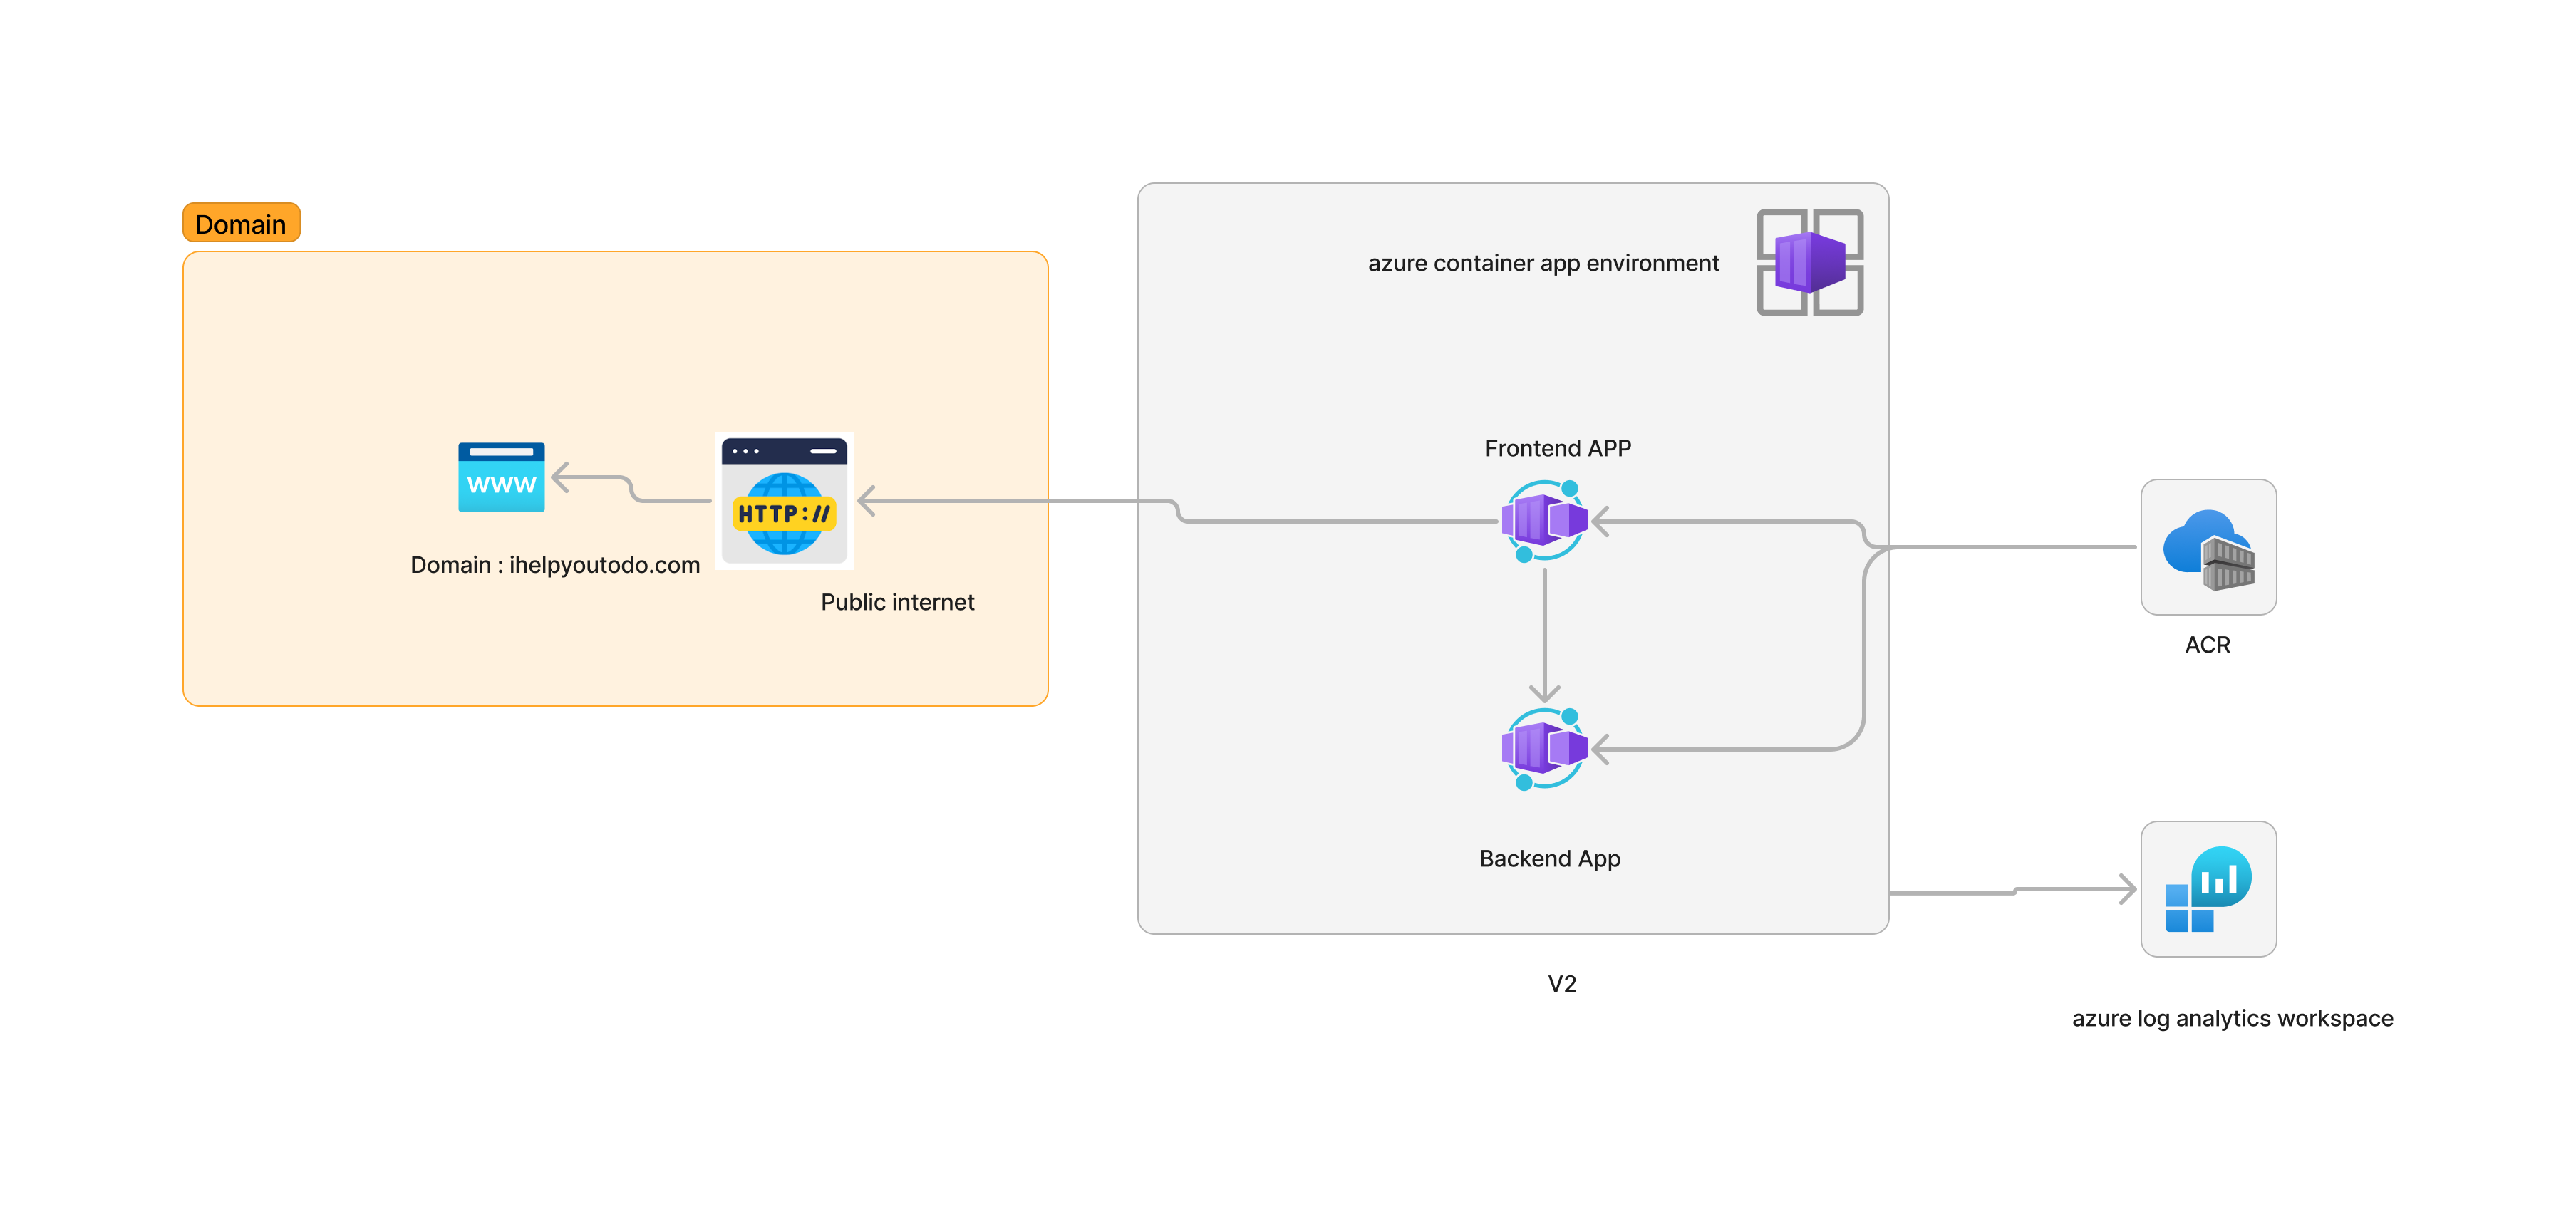 Domain
azure container app environment
Frontend APP
www
HTTP://
Domain : ihelpyoutodo.com
Public internet
ACR
Backend App
V2
azure log analytics workspace